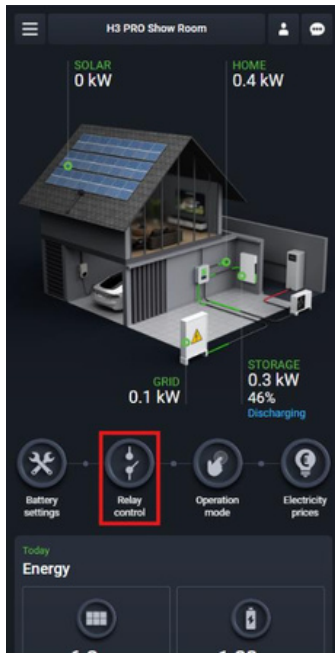 H3 PRO Show Room
SOLAR
0 kW
HOME
0.4 kW
GRID
0.1 kW
STORAGE
0.3 kW
46%
Discharging
Battery
settings
Relay
control
Operation
mode
Electricity
prices
Today
Energy